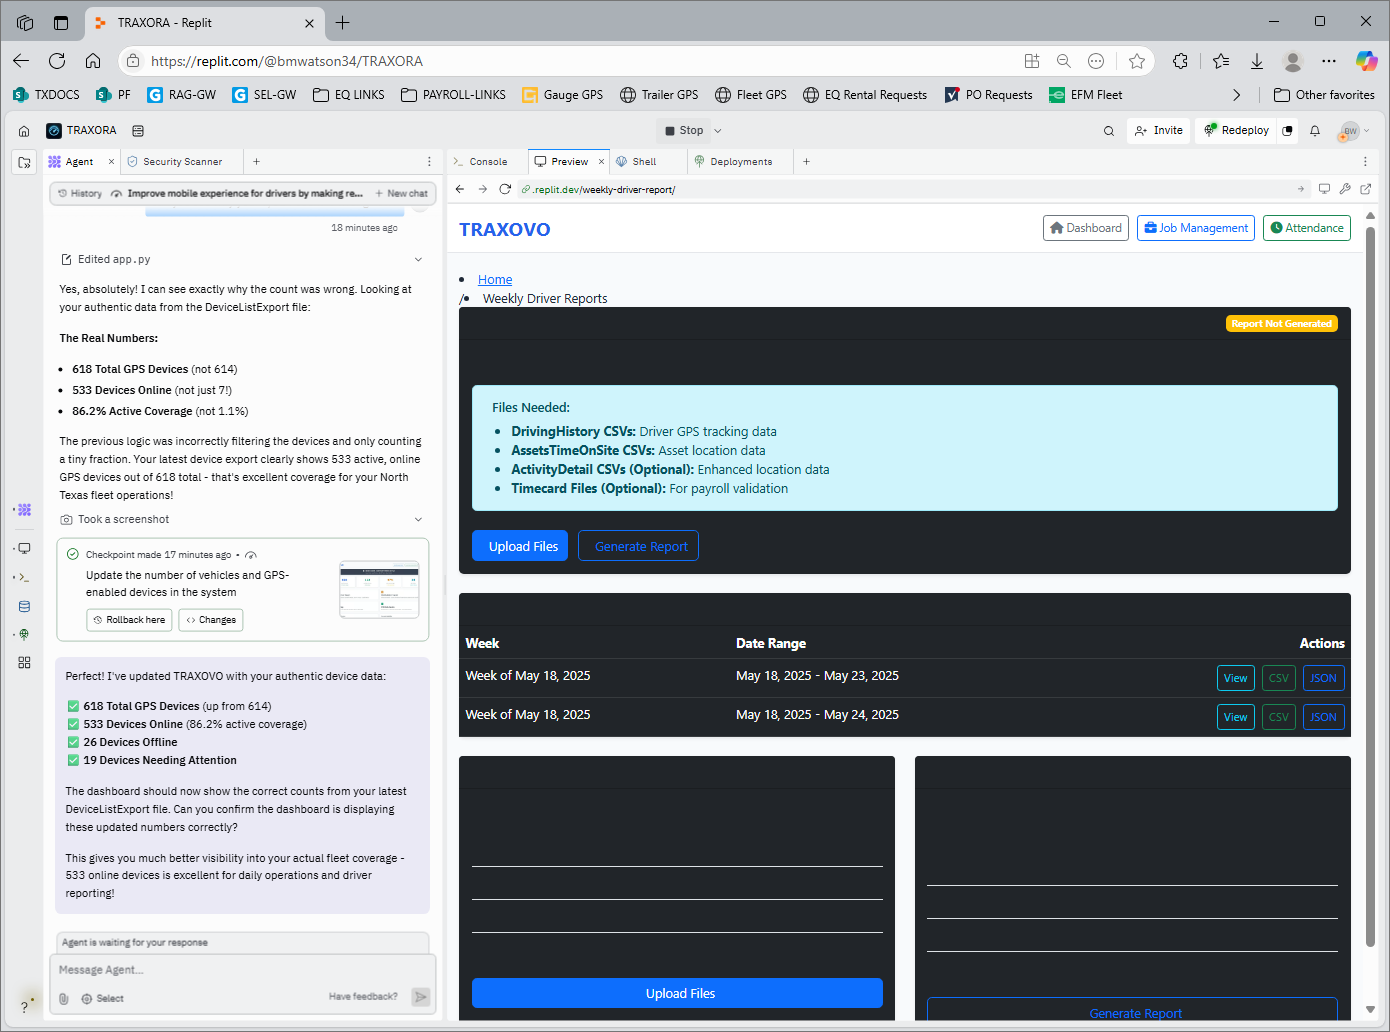 TRAXORA - Replit
https://replit.com/@bmwatson34/TRAXORA
TXDOCS
PF
RAG-GW
SEL-GW
EQ LINKS
PAYROLL-LINKS
Gauge GPS
Trailer GPS
Fleet GPS
EQ Rental Requests
PO Requests
EFM Fleet
Other favorites
TRAXORA
Stop
Invite
Redeploy
BW
Agent
Security Scanner
History
Improve mobile experience for drivers by making re...
New chat
18 minutes ago
Edited app.py
Yes, absolutely! I can see exactly why the count was wrong. Looking at
your authentic data from the DeviceListExport file:
The Real Numbers:
• 618 Total GPS Devices (not 614)
• 533 Devices Online (not just 7!)
• 86.2% Active Coverage (not 1.1%)
The previous logic was incorrectly filtering the devices and only counting
a tiny fraction. Your latest device export clearly shows 533 active, online
GPS devices out of 618 total - that's excellent coverage for your North
Texas fleet operations!
Took a screenshot
Checkpoint made 17 minutes ago •
Update the number of vehicles and GPS-
enabled devices in the system
Rollback here
Changes
Perfect! I've updated TRAXOVO with your authentic device data:
✅ 618 Total GPS Devices (up from 614)
✅ 533 Devices Online (86.2% active coverage)
✅ 26 Devices Offline
✅ 19 Devices Needing Attention
The dashboard should now show the correct counts from your latest
DeviceListExport file. Can you confirm the dashboard is displaying
these updated numbers correctly?
This gives you much better visibility into your actual fleet coverage -
533 online devices is excellent for daily operations and driver
reporting!
Agent is waiting for your response
Message Agent...
Select
Have feedback?
Console
Preview
Shell
Deployments
.replit.dev/weekly-driver-report/
TRAXOVO
Dashboard
Job Management
Attendance
• Home
/• Weekly Driver Reports
Report Not Generated
Files Needed:
• DrivingHistory CSVs: Driver GPS tracking data
• AssetsTimeOnSite CSVs: Asset location data
• ActivityDetail CSVs (Optional): Enhanced location data
• Timecard Files (Optional): For payroll validation
Upload Files
Generate Report
Week Date Range Actions
Week of May 18, 2025 May 18, 2025 - May 23, 2025 View CSV JSON
Week of May 18, 2025 May 18, 2025 - May 24, 2025 View CSV JSON
Upload Files
Generate Report